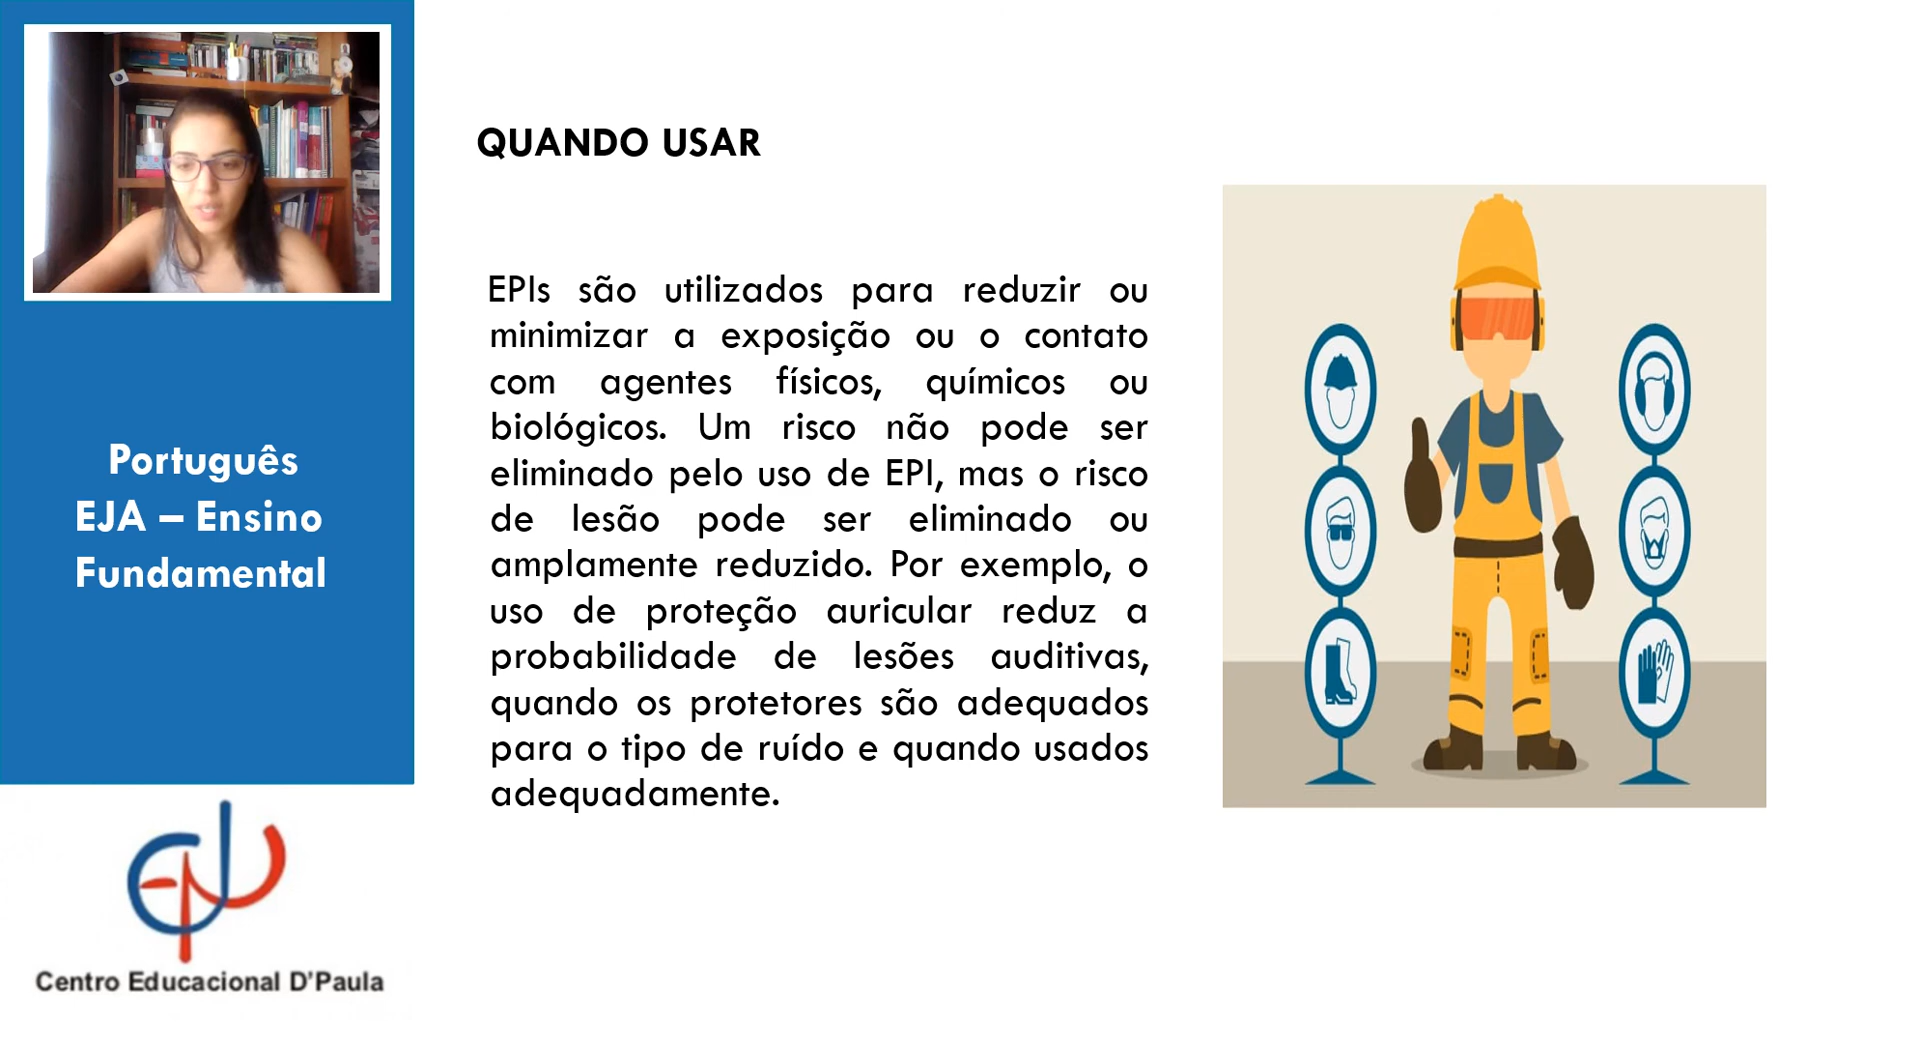 Português
EJA – Ensino
Fundamental
Centro Educacional D'Paula
QUANDO USAR
EPIs são utilizados para reduzir ou
minimizar a exposição ou o contato
com agentes físicos, químicos ou
biológicos. Um risco não pode ser
eliminado pelo uso de EPI, mas o risco
de lesão pode ser eliminado ou
amplamente reduzido. Por exemplo, o
uso de proteção auricular reduz a
probabilidade de lesões auditivas,
quando os protetores são adequados
para o tipo de ruído e quando usados
adequadamente.